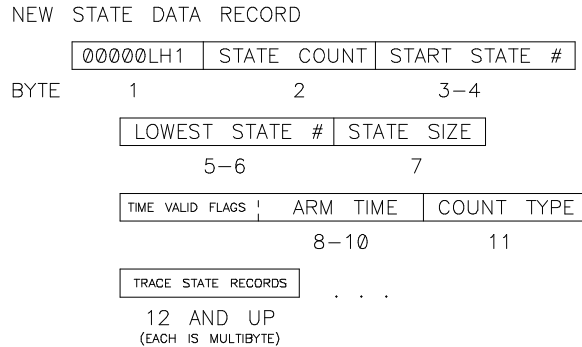 NEW STATE DATA RECORD
00000LH1 STATE COUNT START STATE #
BYTE 1 2 3-4
LOWEST STATE # STATE SIZE
5-6 7
TIME VALID FLAGS ¦ ARM TIME COUNT TYPE
8-10 11
TRACE STATE RECORDS . . .
12 AND UP
(EACH IS MULTIBYTE)